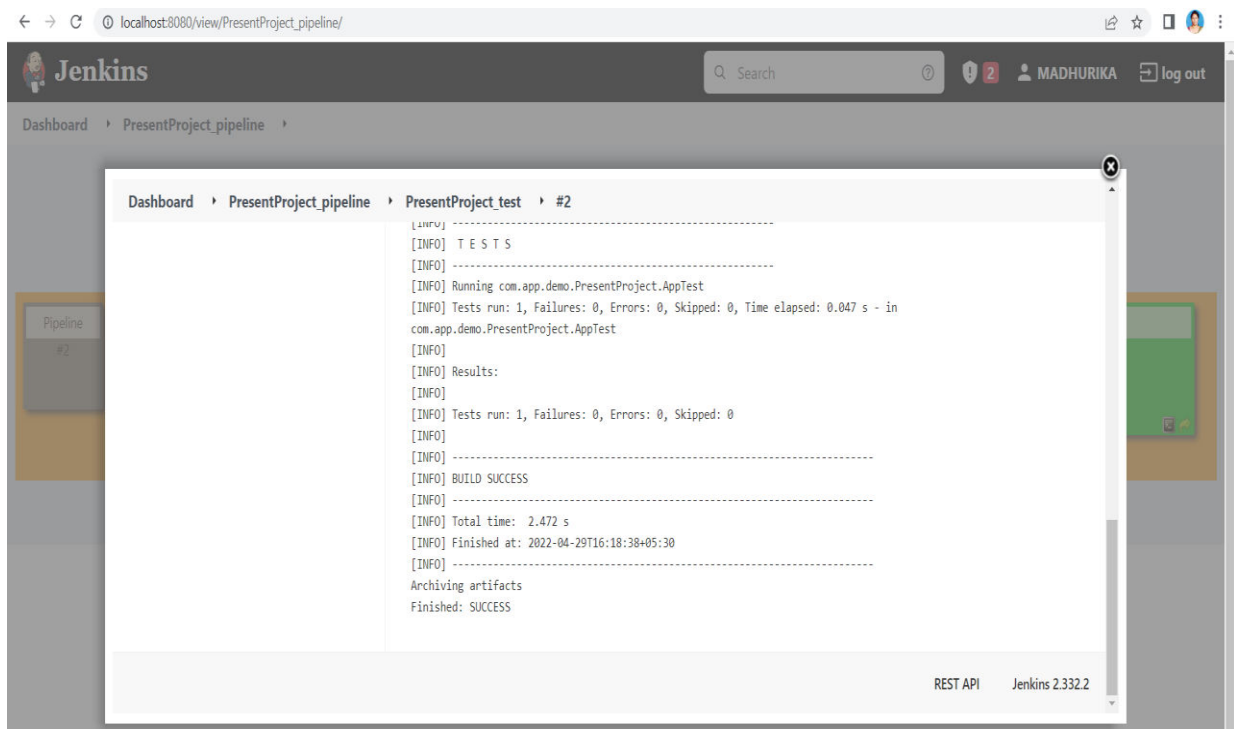 localhost:8080/view/PresentProject_pipeline/
Jenkins
Search
2
MADHURIKA
log out
Dashboard
PresentProject_pipeline
Dashboard
PresentProject_pipeline
PresentProject_test
#2
[INFO] -------------------------------------------------------
[INFO] T E S T S
[INFO] -------------------------------------------------------
[INFO] Running com.app.demo.PresentProject.AppTest
[INFO] Tests run: 1, Failures: 0, Errors: 0, Skipped: 0, Time elapsed: 0.047 s - in
com.app.demo.PresentProject.AppTest
[INFO]
[INFO] Results:
[INFO]
[INFO] Tests run: 1, Failures: 0, Errors: 0, Skipped: 0
[INFO]
[INFO] ------------------------------------------------------------------------
[INFO] BUILD SUCCESS
[INFO] ------------------------------------------------------------------------
[INFO] Total time: 2.472 s
[INFO] Finished at: 2022-04-29T16:18:38+05:30
[INFO] ------------------------------------------------------------------------
Archiving artifacts
Finished: SUCCESS
Pipeline
#2
REST API
Jenkins 2.332.2